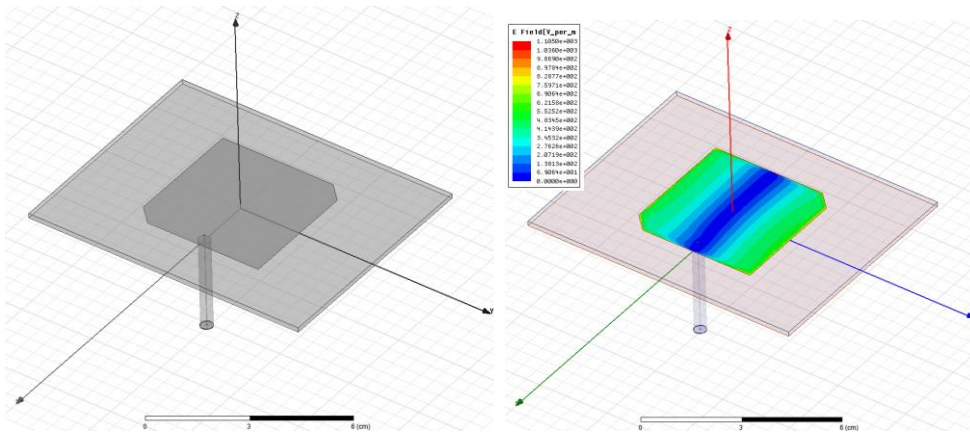 Z
Y
0
3
6 (cm)
E Field[V_per_m
1.1050e+003
1.0360e+003
9.6690e+002
8.9784e+002
8.2877e+002
7.5971e+002
6.9064e+002
6.2158e+002
5.5252e+002
4.8345e+002
4.1439e+002
3.4532e+002
2.7626e+002
2.0719e+002
1.3813e+002
6.9064e+001
0.0000e+000
Z
0
3
6 (cm)